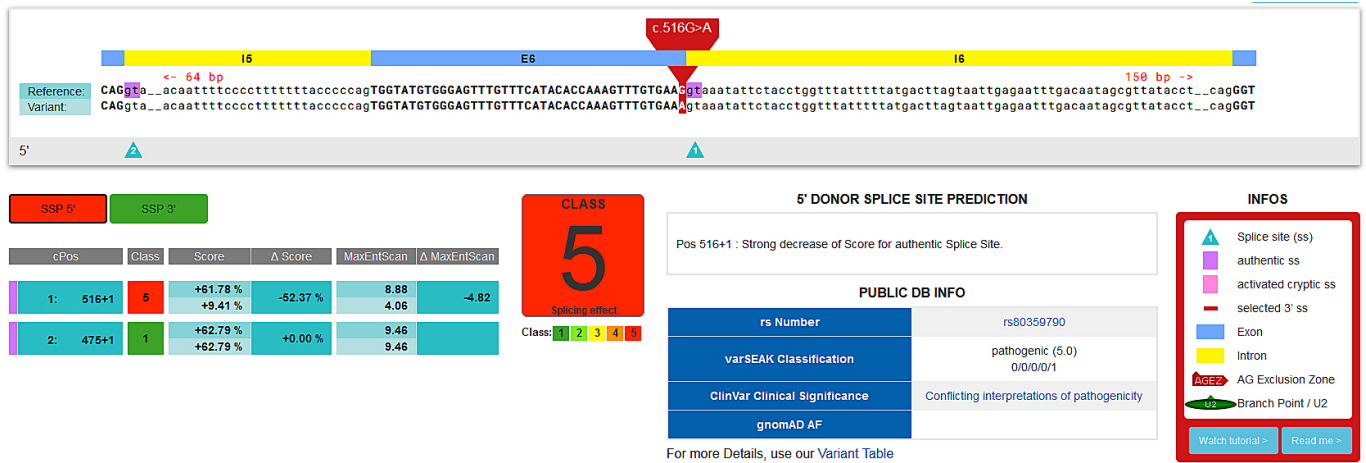 c.516G>A
I5 E6 I6
<- 64 bp 150 bp ->
Reference: CAGgta__acaattttcccctttttttacccccagTGGTATGTGGGAGTTTGTTTCATACACCAAAGTTTGTGAAGgtaaatattctacctggtttatttttatgacttagtaattgagaatttgacaatagcgttatacct__cagGGT
Variant: CAGgta__acaattttcccctttttttacccccagTGGTATGTGGGAGTTTGTTTCATACACCAAAGTTTGTGAAAgtaaatattctacctggtttatttttatgacttagtaattgagaatttgacaatagcgttatacct__cagGGT
5' 2 1
SSP 5' SSP 3'
cPos Class Score Δ Score MaxEntScan Δ MaxEntScan
1: 516+1 5 +61.78 % -52.37 % 8.88 -4.82
+9.41 % 4.06
2: 475+1 1 +62.79 % +0.00 % 9.46
+62.79 % 9.46
CLASS
5
Splicing effect
Class: 1 2 3 4 5
5' DONOR SPLICE SITE PREDICTION
Pos 516+1 : Strong decrease of Score for authentic Splice Site.
PUBLIC DB INFO
rs Number rs80359790
varSEAK Classification pathogenic (5.0)
0/0/0/0/1
ClinVar Clinical Significance Conflicting interpretations of pathogenicity
gnomAD AF
For more Details, use our Variant Table
INFOS
1 Splice site (ss)
authentic ss
activated cryptic ss
selected 3' ss
Exon
Intron
AGEZ AG Exclusion Zone
U2 Branch Point / U2
Watch tutorial > Read me >